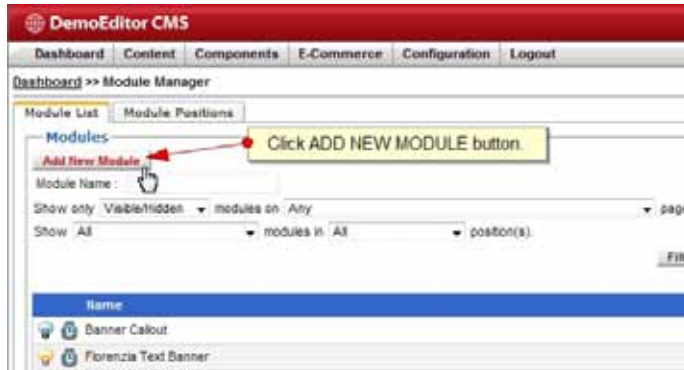 DemoEditor CMS
Dashboard Content Components E-Commerce Configuration Logout
Dashboard >> Module Manager
Module List Module Positions
Modules
Click ADD NEW MODULE button.
Add New Module
Module Name :
Show only Visible/Hidden modules on Any page
Show All modules in All position(s).
Name
Banner Callout
Florenzia Text Banner